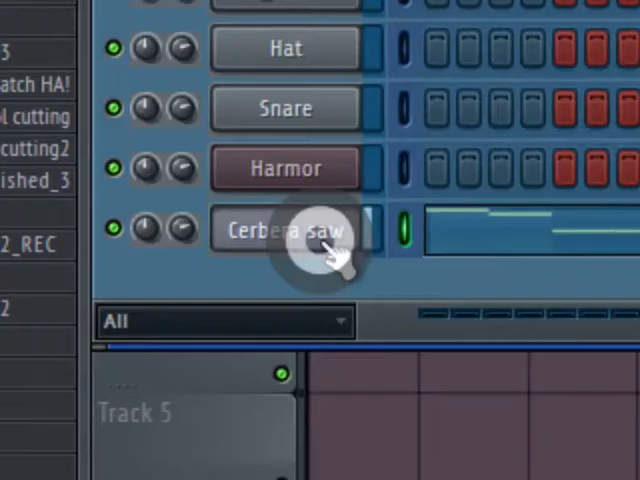 Hat
3
atch HA!
Snare
l cutting
cutting2
Harmor
ished_3
Cerbera saw
2_REC
2
All
Track 5